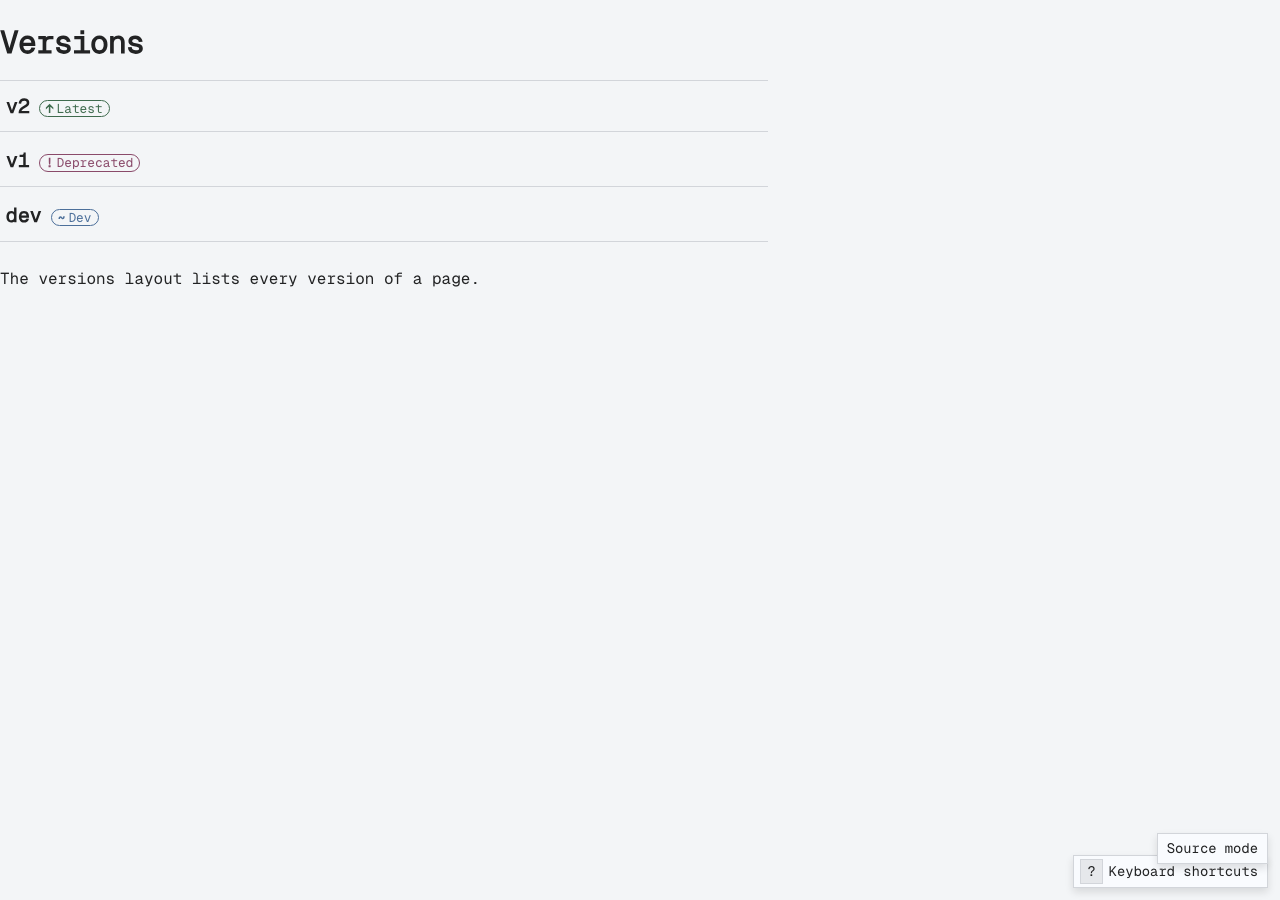 Versions
v2 ↑ Latest
v1 ! Deprecated
dev ~ Dev
The versions layout lists every version of a page.
Source mode
? Keyboard shortcuts